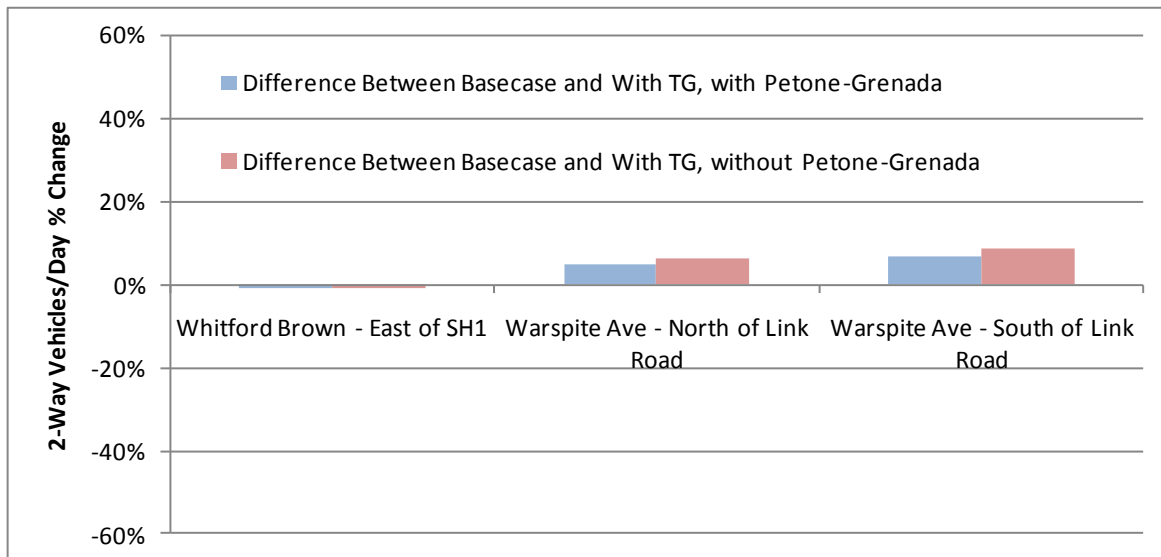 60%
Difference Between Basecase and With TG, with Petone-Grenada
40%
Difference Between Basecase and With TG, without Petone-Grenada
20%
0%
Whitford Brown - East of SH1
Warspite Ave - North of Link
Road
Warspite Ave - South of Link
Road
-20%
-40%
-60%
2-Way Vehicles/Day % Change